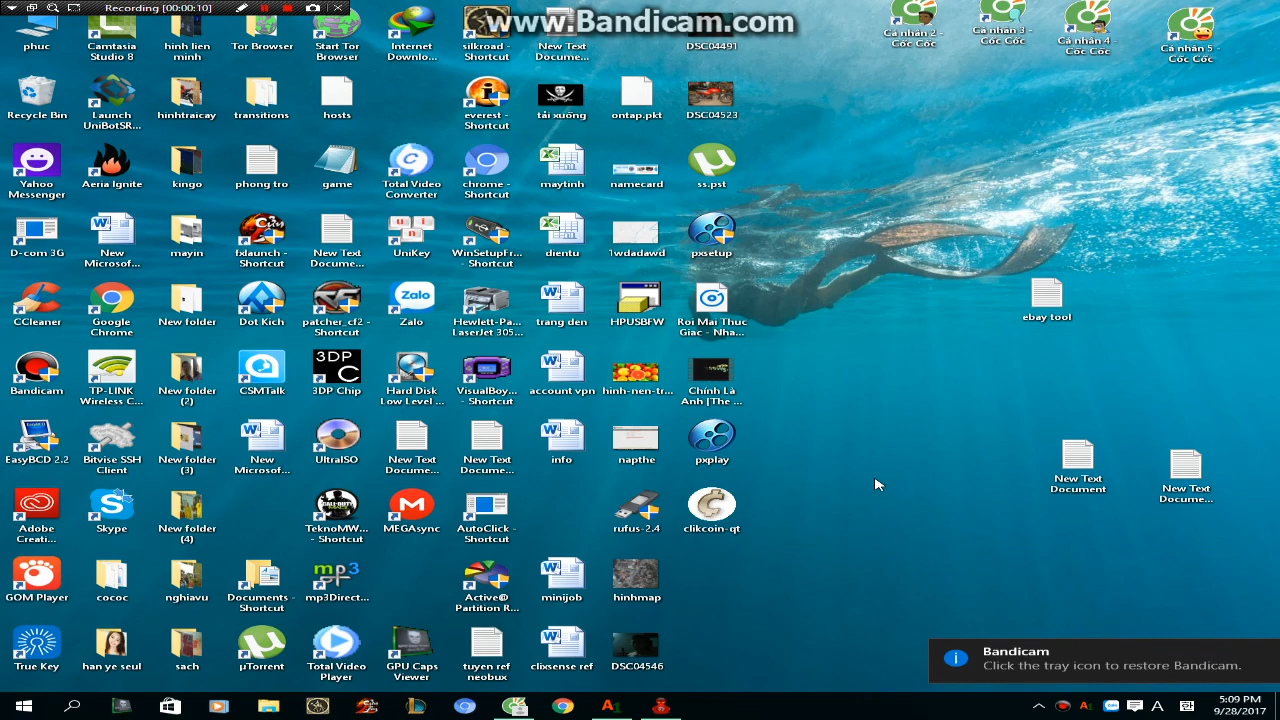 Recording [00:00:10]
www.Bandicam.com
phuc
Camtasia
Studio 8
hinh lien
minh
Tor Browser
Start Tor
Browser
Internet
Downlo...
silkroad -
Shortcut
New Text
Docume...
DSC04491
Cá nhân 2 -
Cốc Cốc
Cá nhân 3 -
Cốc Cốc
Cá nhân 4 -
Cốc Cốc
Cá nhân 5 -
Cốc Cốc
Recycle Bin
Launch
UniBotSR...
hinhtraicay
transitions
hosts
everest -
Shortcut
tải xuống
ontap.pkt
DSC04523
Yahoo
Messenger
Aeria Ignite
kingo
phong tro
game
Total Video
Converter
chrome -
Shortcut
maytinh
namecard
ss.pst
D-com 3G
New
Microsof...
mayin
fxlaunch -
Shortcut
New Text
Docume...
UniKey
WinSetupFr...
- Shortcut
dientu
1wdadawd
pxsetup
CCleaner
Google
Chrome
New folder
Dot Kich
patcher_cf2 -
Shortcut
Zalo
Hewlett-Pa...
LaserJet 305...
trang den
HPUSBFW
Roi Mai Thuc
Giac - Nha...
ebay tool
Bandicam
TP-LINK
Wireless C...
New folder
(2)
CSMTalk
3DP Chip
Hard Disk
Low Level ...
VisualBoy...
- Shortcut
account vpn
hinh-nen-tr...
Chính Là
Anh |The ...
EasyBCD 2.2
Bitvise SSH
Client
New folder
(3)
New
Microsof...
UltraISO
New Text
Docume...
New Text
Docume...
info
napthe
pxplay
New Text
Document
New Text
Docume...
Adobe
Creati...
Skype
New folder
(4)
TeknoMW...
- Shortcut
MEGAsync
AutoClick -
Shortcut
rufus-2.4
clikcoin-qt
GOM Player
cococ
nghiavu
Documents -
Shortcut
mp3Direct...
Active@
Partition R...
minijob
hinhmap
True Key
han ye seul
sach
µTorrent
Total Video
Player
GPU Caps
Viewer
tuyen ref
neobux
clixsense ref
DSC04546
Bandicam
Click the tray icon to restore Bandicam.
5:09 PM
9/28/2017